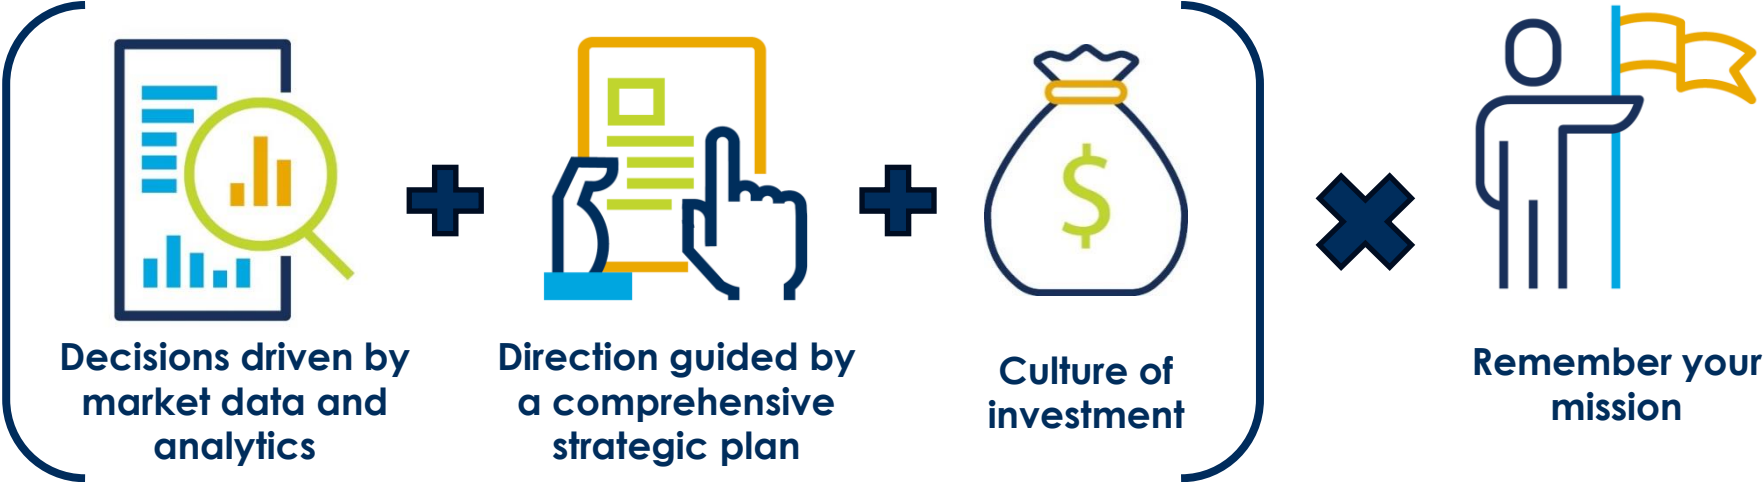 Decisions driven by
market data and
analytics
Direction guided by
a comprehensive
strategic plan
$
Culture of
investment
Remember your
mission